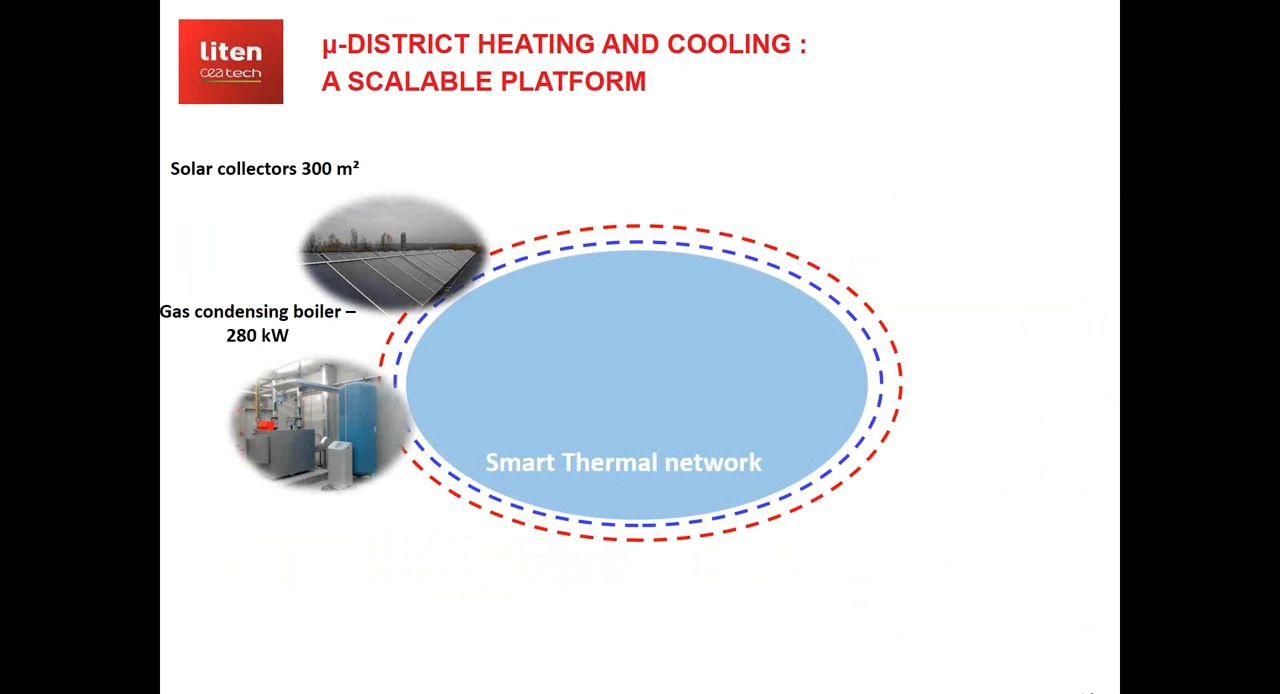 liten
ceatech
µ-DISTRICT HEATING AND COOLING :
A SCALABLE PLATFORM
Solar collectors 300 m²
Gas condensing boiler –
280 kW
Smart Thermal network